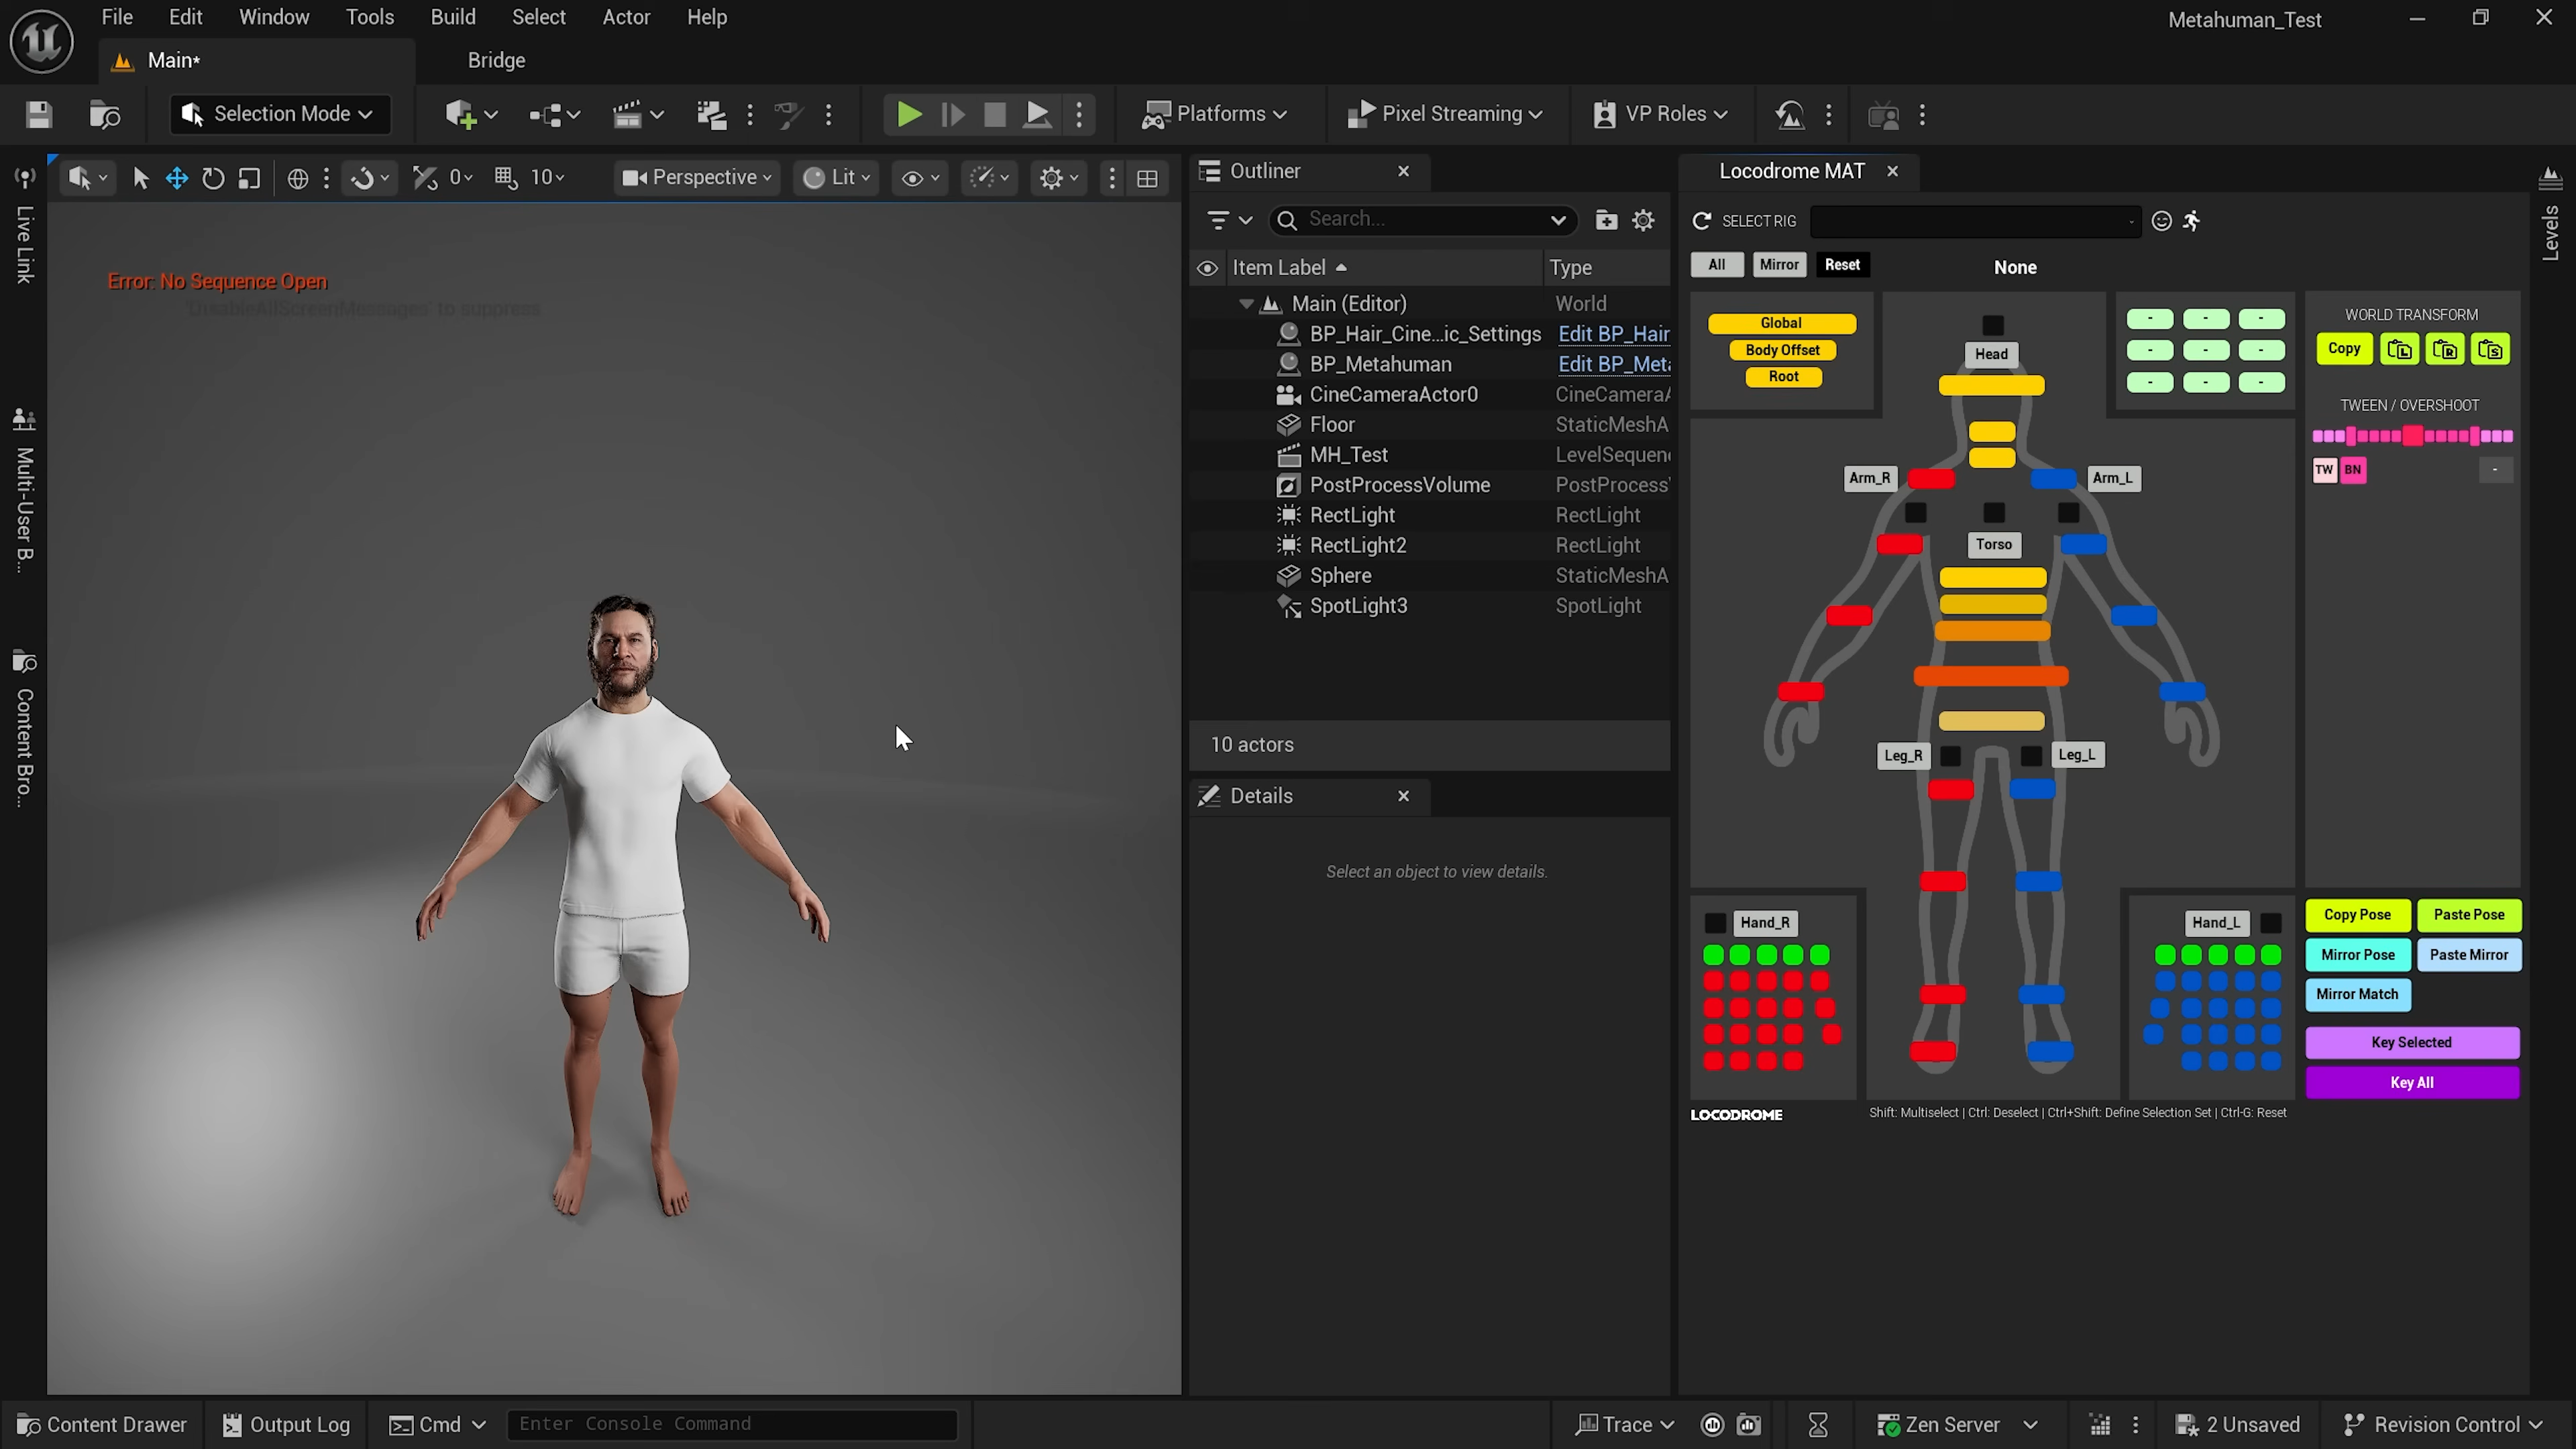 File Edit Window Tools Build Select Actor Help
Metahuman_Test
Main*
Bridge
Selection Mode
Platforms
Pixel Streaming
VP Roles
0
10
Perspective
Lit
Live Link
Multi-User B...
Content Bro...
Error: No Sequence Open
'DisableAllScreenMessages' to suppress
Outliner
Search...
Item Label
Type
Main (Editor) World
BP_Hair_Cine...ic_Settings Edit BP_Hair
BP_Metahuman Edit BP_Meta
CineCameraActor0 CineCameraA
Floor StaticMeshA
MH_Test LevelSequenc
PostProcessVolume PostProcessV
RectLight RectLight
RectLight2 RectLight
Sphere StaticMeshA
SpotLight3 SpotLight
10 actors
Details
Select an object to view details.
Locodrome MAT
SELECT RIG
All Mirror Reset
None
Global
Body Offset
Root
Head
Arm_R
Arm_L
Torso
Leg_R
Leg_L
Hand_R
Hand_L
- - -
- - -
- - -
WORLD TRANSFORM
Copy L R S
TWEEN / OVERSHOOT
TW BN -
Copy Pose Paste Pose
Mirror Pose Paste Mirror
Mirror Match
Key Selected
Key All
LOCODROME
Shift: Multiselect | Ctrl: Deselect | Ctrl+Shift: Define Selection Set | Ctrl-G: Reset
Levels
Content Drawer
Output Log
Cmd
Enter Console Command
Trace
Zen Server
2 Unsaved
Revision Control